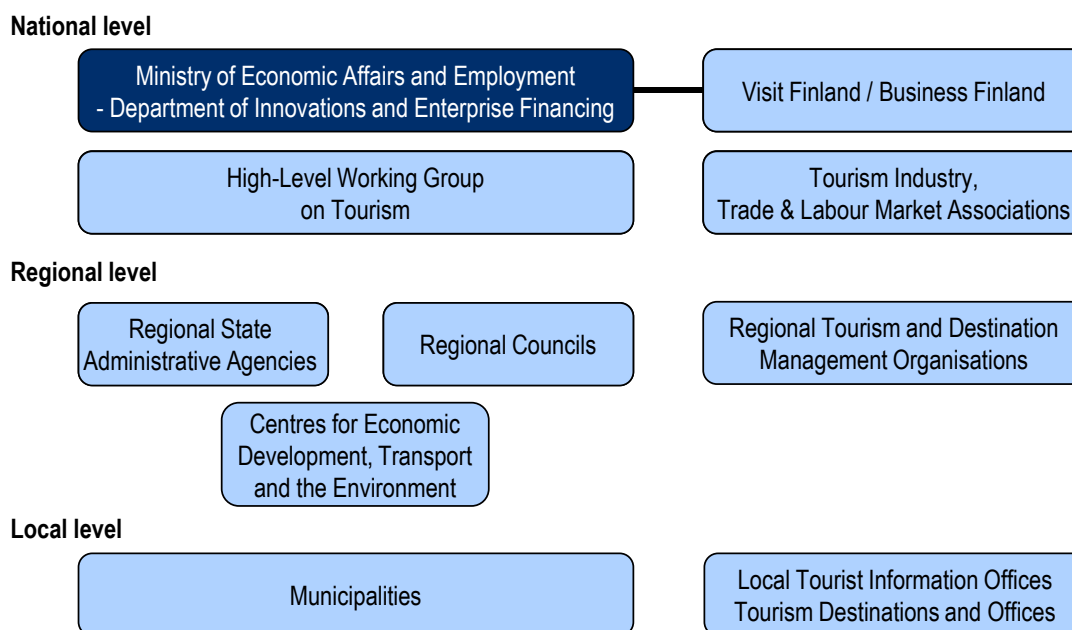 National level
Ministry of Economic Affairs and Employment
- Department of Innovations and Enterprise Financing
Visit Finland / Business Finland
High-Level Working Group
on Tourism
Tourism Industry,
Trade & Labour Market Associations
Regional level
Regional State
Administrative Agencies
Regional Councils
Regional Tourism and Destination
Management Organisations
Centres for Economic
Development, Transport
and the Environment
Local level
Municipalities
Local Tourist Information Offices
Tourism Destinations and Offices